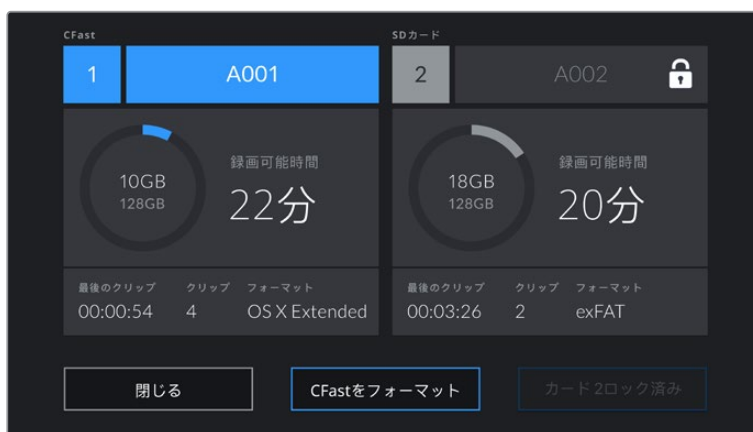 CFast
1
A001
10GB
128GB
録画可能時間
22分
最後のクリップ クリップ フォーマット
00:00:54 4 OS X Extended
SDカード
2
A002
18GB
128GB
録画可能時間
20分
最後のクリップ クリップ フォーマット
00:03:26 2 exFAT
閉じる
CFastをフォーマット
カード2ロック済み